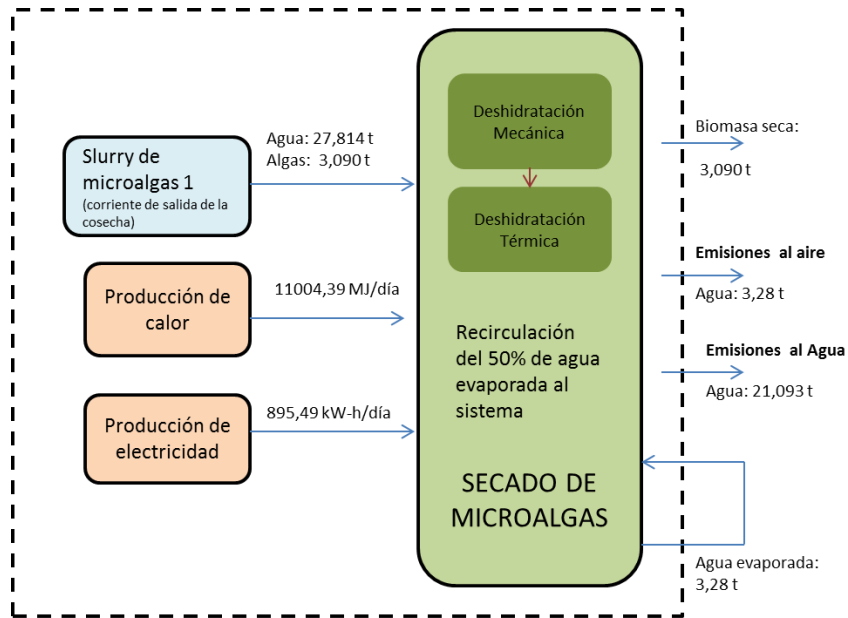 Slurry de
microalgas 1
(corriente de salida de la
cosecha)
Agua: 27,814 t
Algas: 3,090 t
Producción de
calor
11004,39 MJ/día
Producción de
electricidad
895,49 kW-h/día
Deshidratación
Mecánica
Deshidratación
Térmica
Recirculación
del 50% de agua
evaporada al
sistema
SECADO DE
MICROALGAS
Biomasa seca:
3,090 t
Emisiones al aire
Agua: 3,28 t
Emisiones al Agua
Agua: 21,093 t
Agua evaporada:
3,28 t